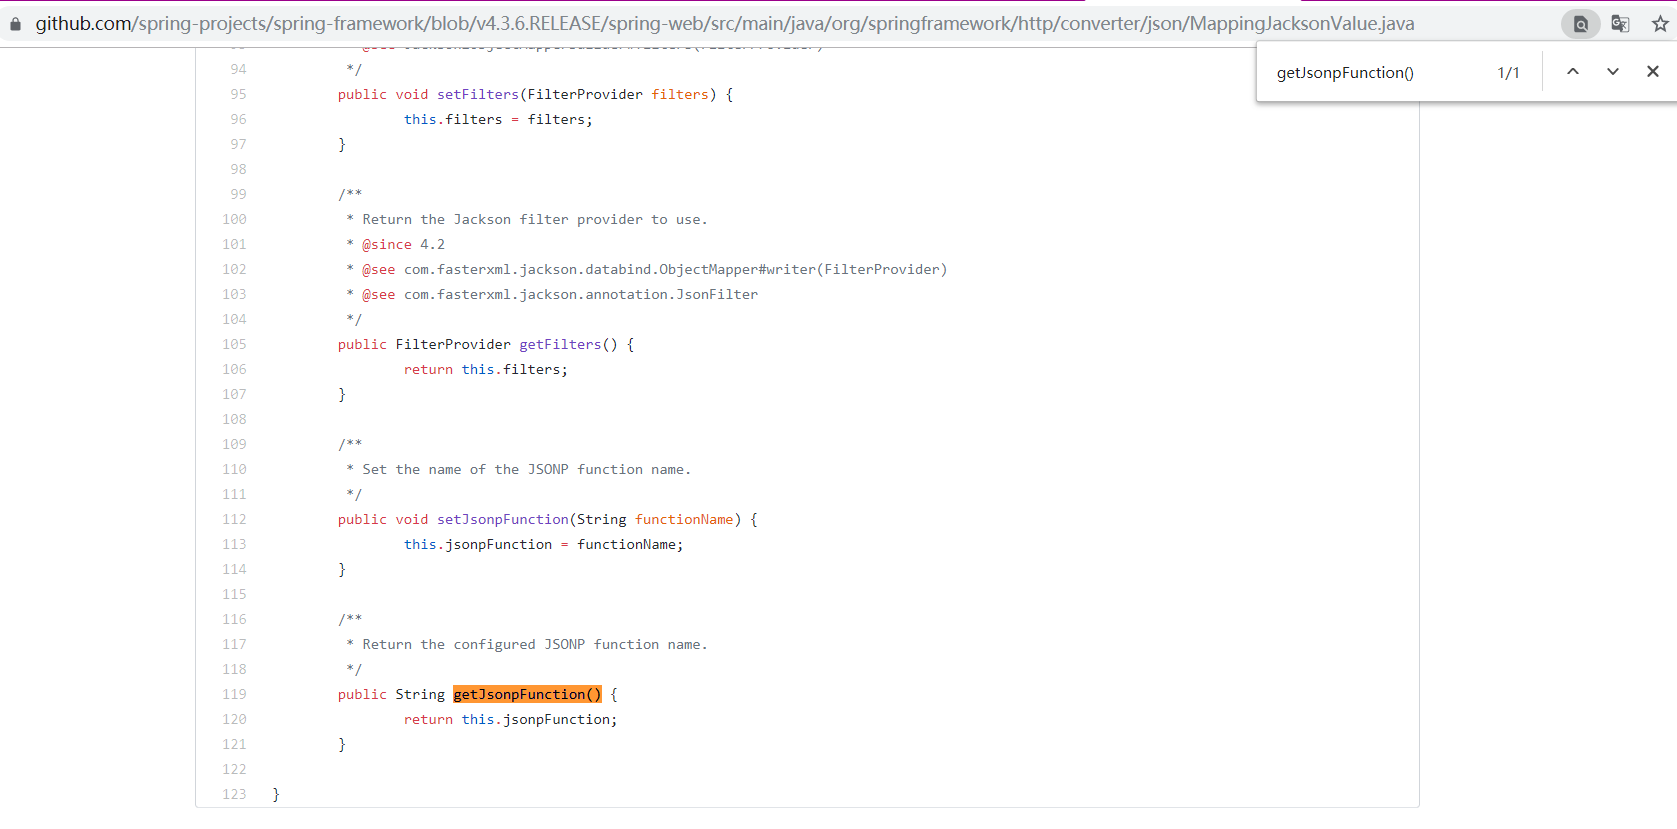 github.com/spring-projects/spring-framework/blob/v4.3.6.RELEASE/spring-web/src/main/java/org/springframework/http/converter/json/MappingJacksonValue.java
getJsonpFunction() 1/1
94 */
95 public void setFilters(FilterProvider filters) {
96 this.filters = filters;
97 }
98
99 /**
100 * Return the Jackson filter provider to use.
101 * @since 4.2
102 * @see com.fasterxml.jackson.databind.ObjectMapper#writer(FilterProvider)
103 * @see com.fasterxml.jackson.annotation.JsonFilter
104 */
105 public FilterProvider getFilters() {
106 return this.filters;
107 }
108
109 /**
110 * Set the name of the JSONP function name.
111 */
112 public void setJsonpFunction(String functionName) {
113 this.jsonpFunction = functionName;
114 }
115
116 /**
117 * Return the configured JSONP function name.
118 */
119 public String getJsonpFunction() {
120 return this.jsonpFunction;
121 }
122
123 }